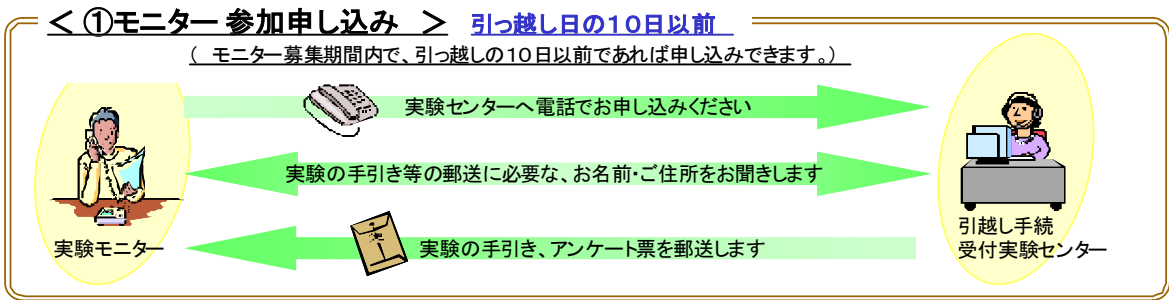 ＜①モニター 参加申し込み ＞ 引っ越し日の１０日以前
( モニター募集期間内で、引っ越しの１０日以前であれば申し込みできます。)
実験センターへ電話でお申し込みください
実験の手引き等の郵送に必要な、お名前・ご住所をお聞きします
実験の手引き、アンケート票を郵送します
実験モニター
引越し手続
受付実験センター